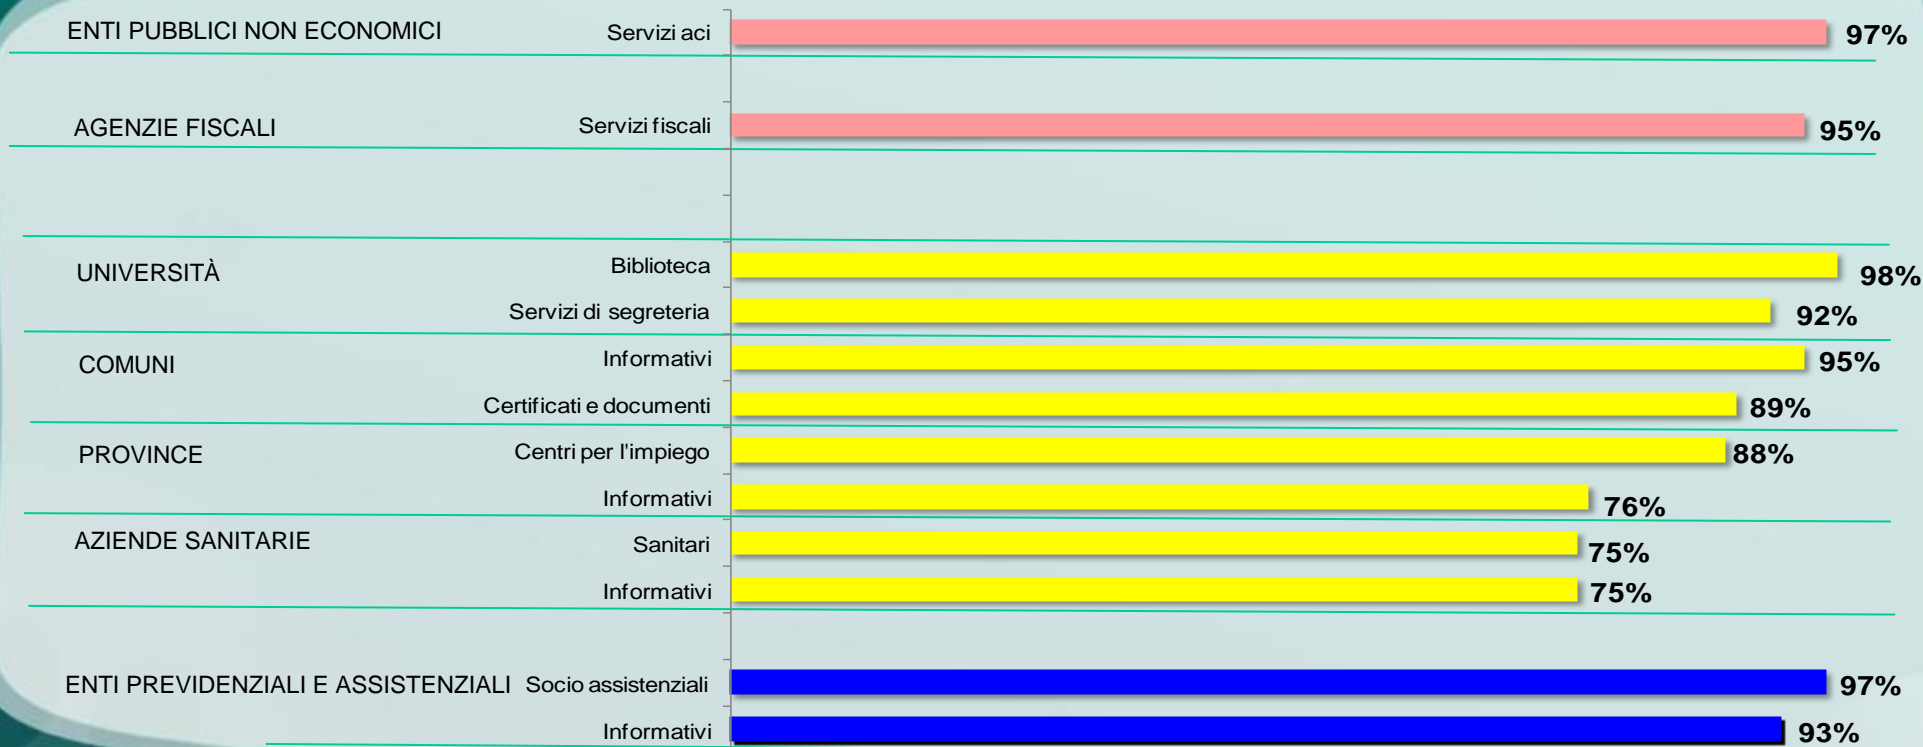 ENTI PUBBLICI NON ECONOMICI Servizi aci 97%
AGENZIE FISCALI Servizi fiscali 95%
UNIVERSITÀ Biblioteca 98%
Servizi di segreteria 92%
COMUNI Informativi 95%
Certificati e documenti 89%
PROVINCE Centri per l'impiego 88%
Informativi 76%
AZIENDE SANITARIE Sanitari 75%
Informativi 75%
ENTI PREVIDENZIALI E ASSISTENZIALI Socio assistenziali 97%
Informativi 93%